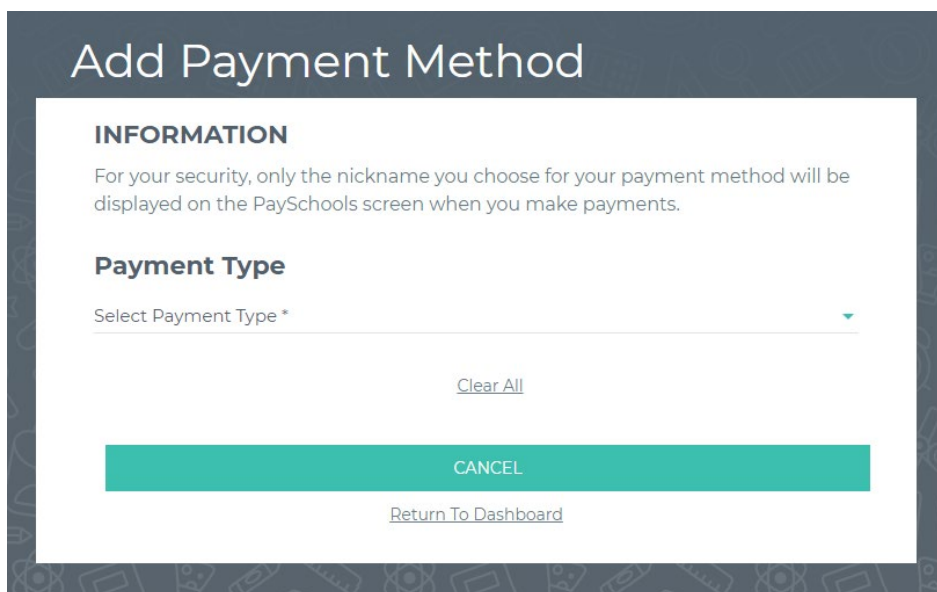 Add Payment Method
INFORMATION
For your security, only the nickname you choose for your payment method will be
displayed on the PaySchools screen when you make payments.
Payment Type
Select Payment Type *
Clear All
CANCEL
Return To Dashboard